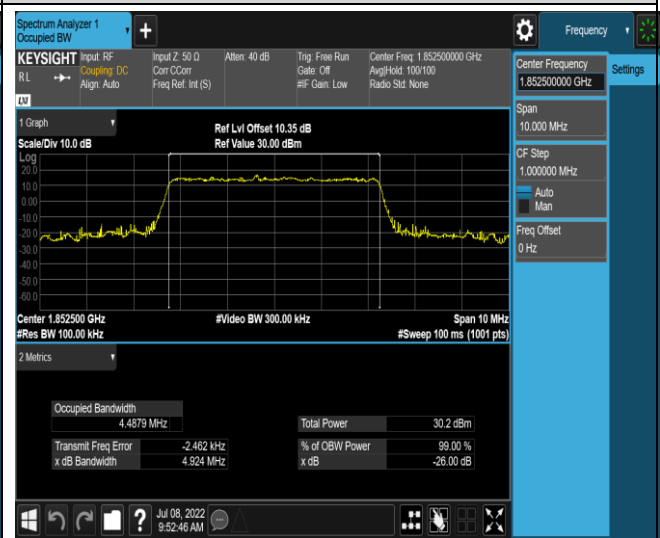 Spectrum Analyzer 1
Occupied BW
+
Frequency
KEYSIGHT
Input: RF
Coupling: DC
Align: Auto
R L
LXI
Input Z: 50 Ω
Corr CCorr
Freq Ref: Int (S)
Atten: 40 dB
Trig: Free Run
Gate: Off
#IF Gain: Low
Center Freq: 1.852500000 GHz
Avg|Hold: 100/100
Radio Std: None
Center Frequency
1.852500000 GHz
Settings
Span
10.000 MHz
CF Step
1.000000 MHz
Auto
Man
Freq Offset
0 Hz
1 Graph
Scale/Div 10.0 dB
Ref Lvl Offset 10.35 dB
Ref Value 30.00 dBm
Log
20.0
10.0
0.00
-10.0
-20.0
-30.0
-40.0
-50.0
-60.0
Center 1.852500 GHz
#Video BW 300.00 kHz
Span 10 MHz
#Res BW 100.00 kHz
#Sweep 100 ms (1001 pts)
2 Metrics
Occupied Bandwidth
4.4879 MHz
Total Power 30.2 dBm
Transmit Freq Error -2.462 kHz
% of OBW Power 99.00 %
x dB Bandwidth 4.924 MHz
x dB -26.00 dB
?
Jul 08, 2022
9:52:46 AM